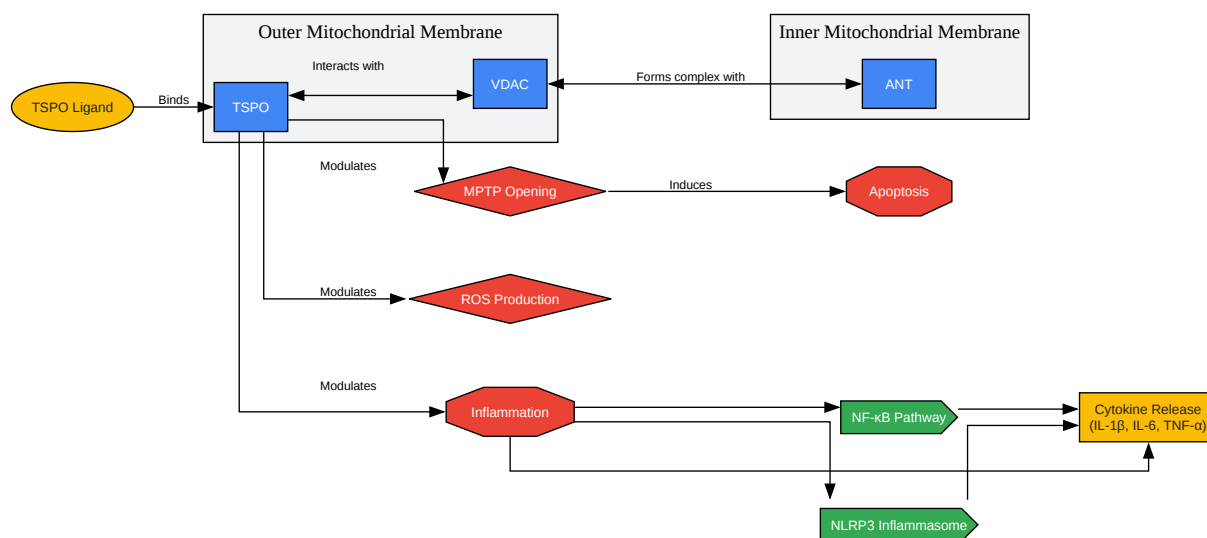 Outer Mitochondrial Membrane
Inner Mitochondrial Membrane
Interacts with
TSPO Ligand
Binds
TSPO
VDAC
Forms complex with
ANT
Modulates
MPTP Opening
Induces
Apoptosis
Modulates
ROS Production
Modulates
Inflammation
NF-κB Pathway
Cytokine Release
(IL-1β, IL-6, TNF-α)
NLRP3 Inflammasome